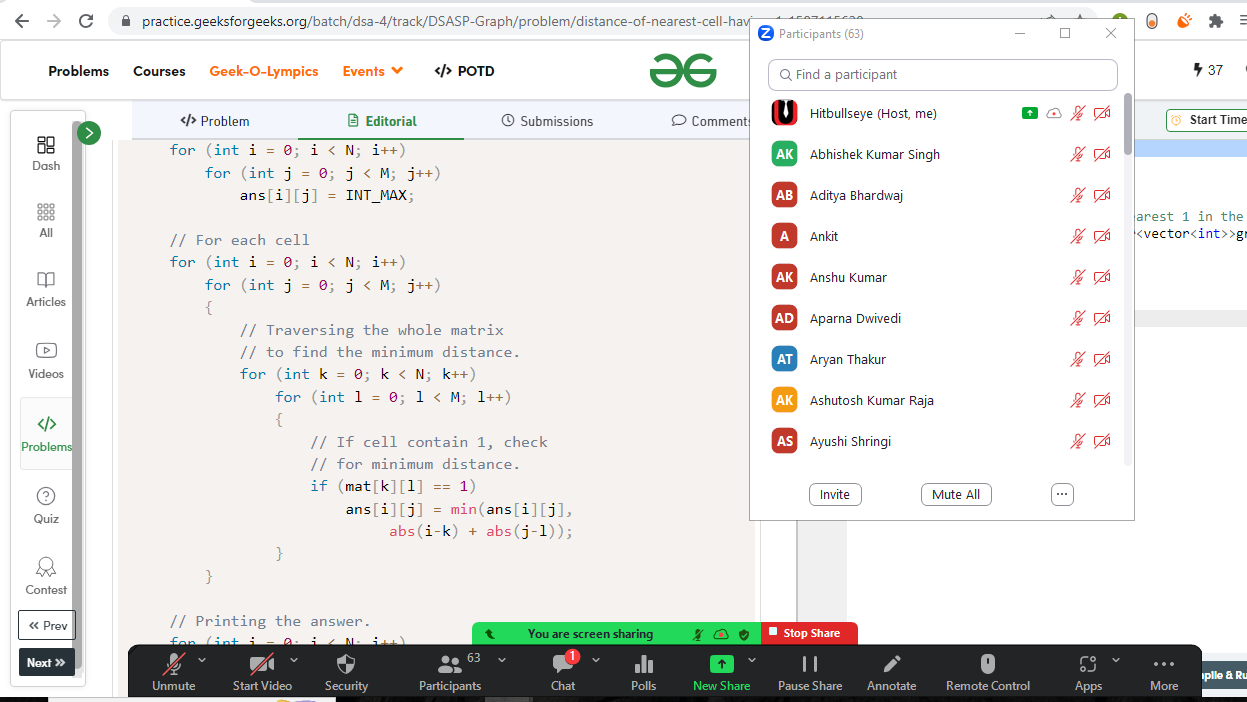 practice.geeksforgeeks.org/batch/dsa-4/track/DSASP-Graph/problem/distance-of-nearest-cell-having-1-1587115620
Problems
Courses
Geek-O-Lympics
Events
</> POTD
37
Dash
All
Articles
Videos
</>
Problems
Quiz
Contest
« Prev
Next »
</> Problem
Editorial
Submissions
Comments
Start Time
for (int i = 0; i < N; i++)
for (int j = 0; j < M; j++)
ans[i][j] = INT_MAX;
// For each cell
for (int i = 0; i < N; i++)
for (int j = 0; j < M; j++)
{
// Traversing the whole matrix
// to find the minimum distance.
for (int k = 0; k < N; k++)
for (int l = 0; l < M; l++)
{
// If cell contain 1, check
// for minimum distance.
if (mat[k][l] == 1)
ans[i][j] = min(ans[i][j],
abs(i-k) + abs(j-l));
}
}
// Printing the answer.
for (int i = 0; i < N; i++)
earest 1 in the
<vector<int>>gr
Participants (63)
Find a participant
Hitbullseye (Host, me)
AK Abhishek Kumar Singh
AB Aditya Bhardwaj
A Ankit
AK Anshu Kumar
AD Aparna Dwivedi
AT Aryan Thakur
AK Ashutosh Kumar Raja
AS Ayushi Shringi
Invite
Mute All
...
You are screen sharing
Stop Share
Unmute
Start Video
Security
63
Participants
1
Chat
Polls
New Share
Pause Share
Annotate
Remote Control
Apps
More
mpile & Ru